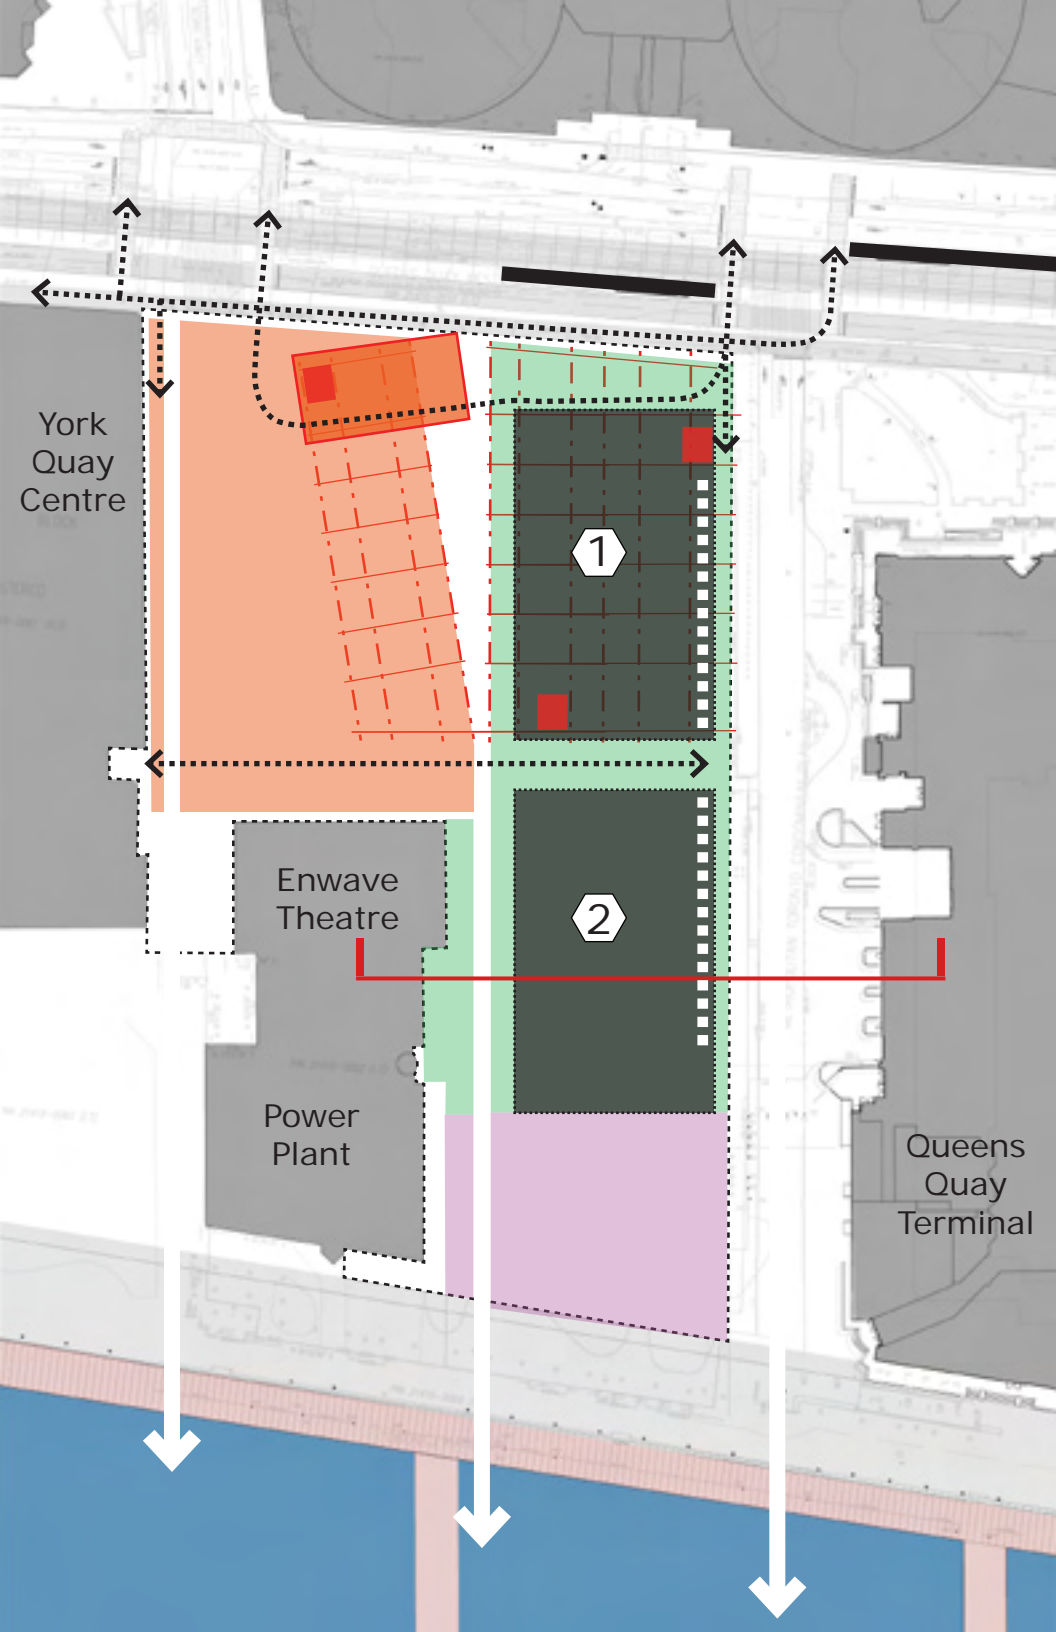 York
Quay
Centre
1
Enwave
Theatre
2
Power
Plant
Queens
Quay
Terminal